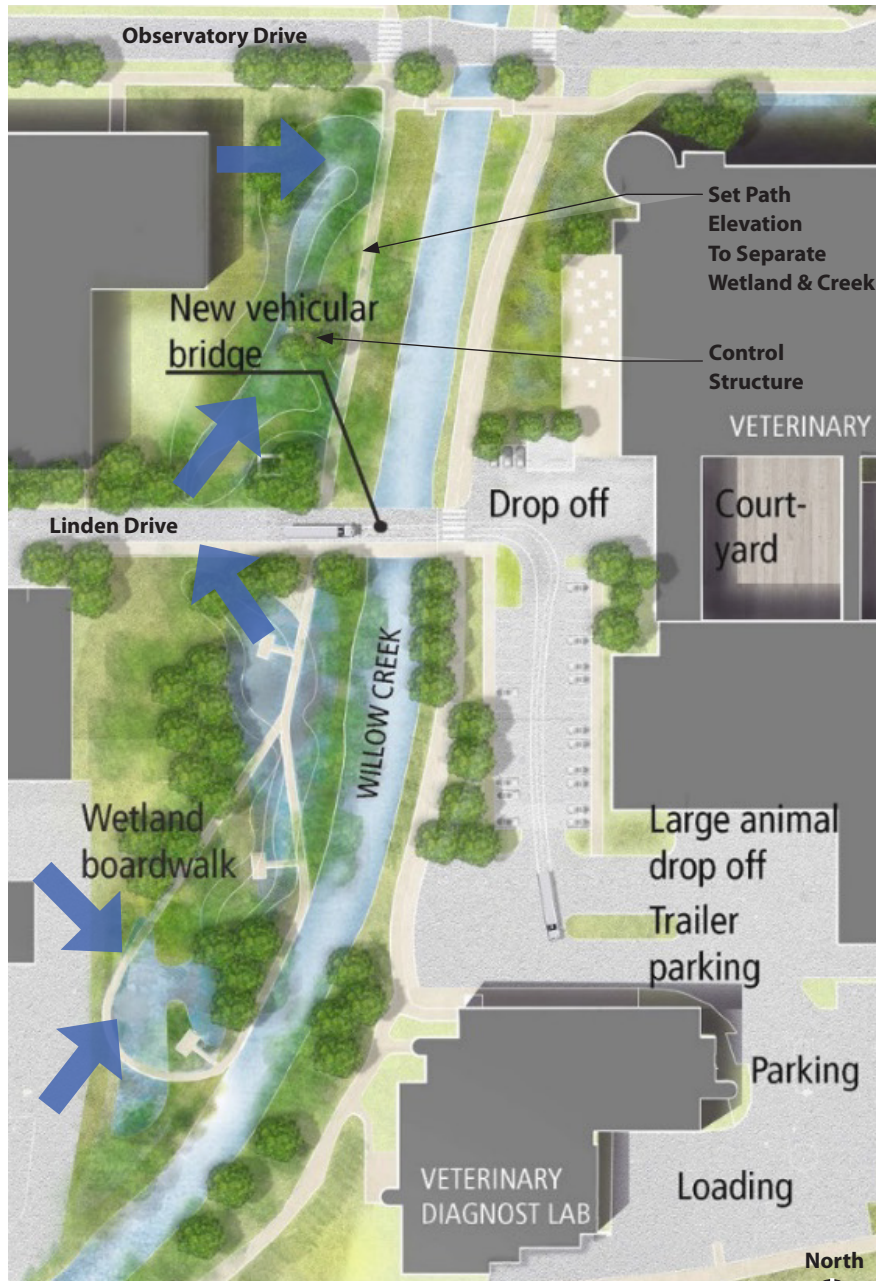 Observatory Drive
Set Path
Elevation
To Separate
Wetland & Creek
New vehicular
bridge
Control
Structure
VETERINARY
Linden Drive
Drop off
Court-
yard
WILLOW CREEK
Wetland
boardwalk
Large animal
drop off
Trailer
parking
Parking
VETERINARY
DIAGNOST LAB
Loading
North